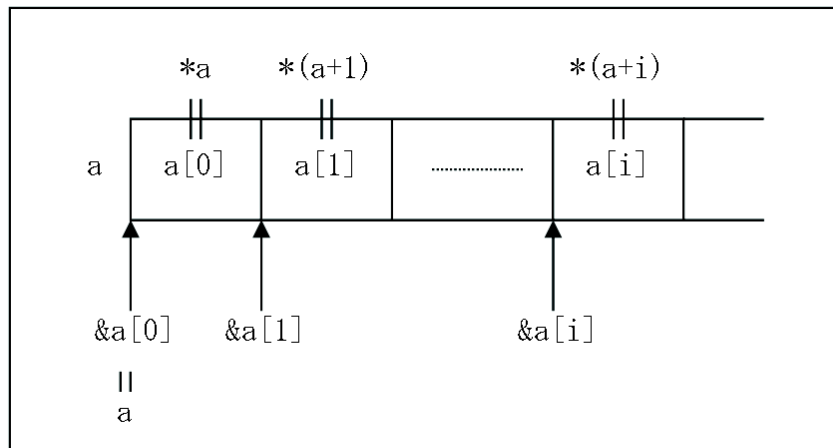 *a *(a+1) *(a+i)
a a[0] a[1] ............... a[i]
&a[0] &a[1] &a[i]
a